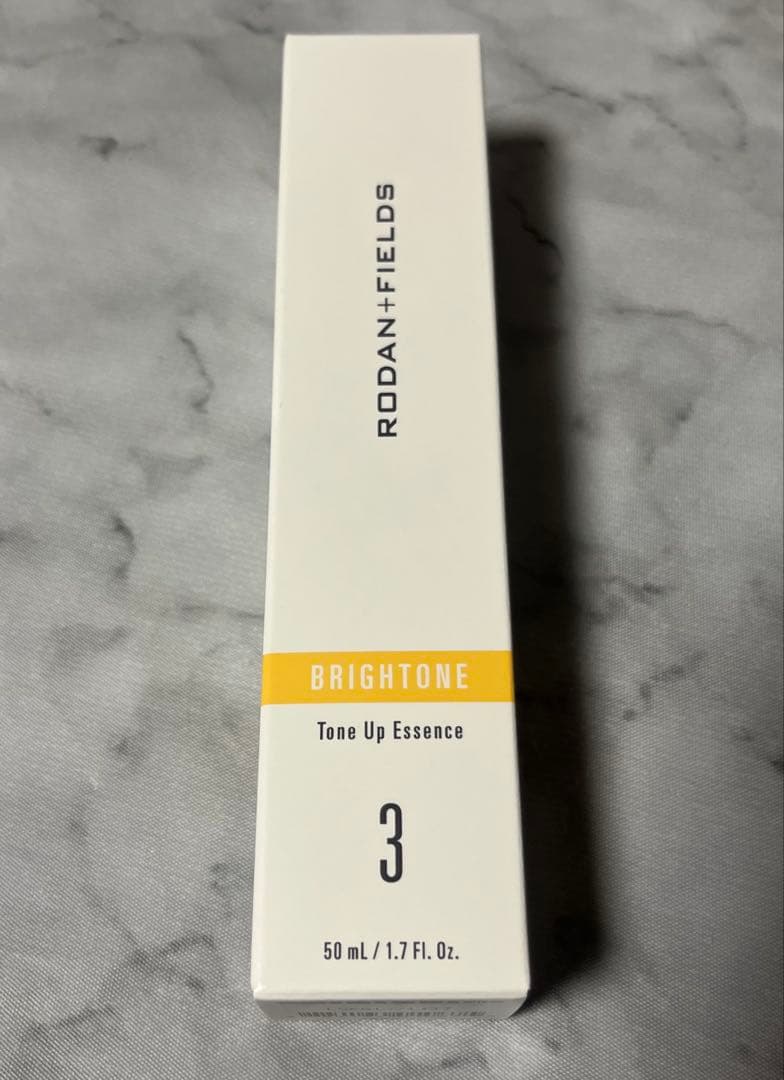 RODAN+FIELDS
BRIGHTONE
Tone Up Essence
3
50 mL / 1.7 Fl. Oz.